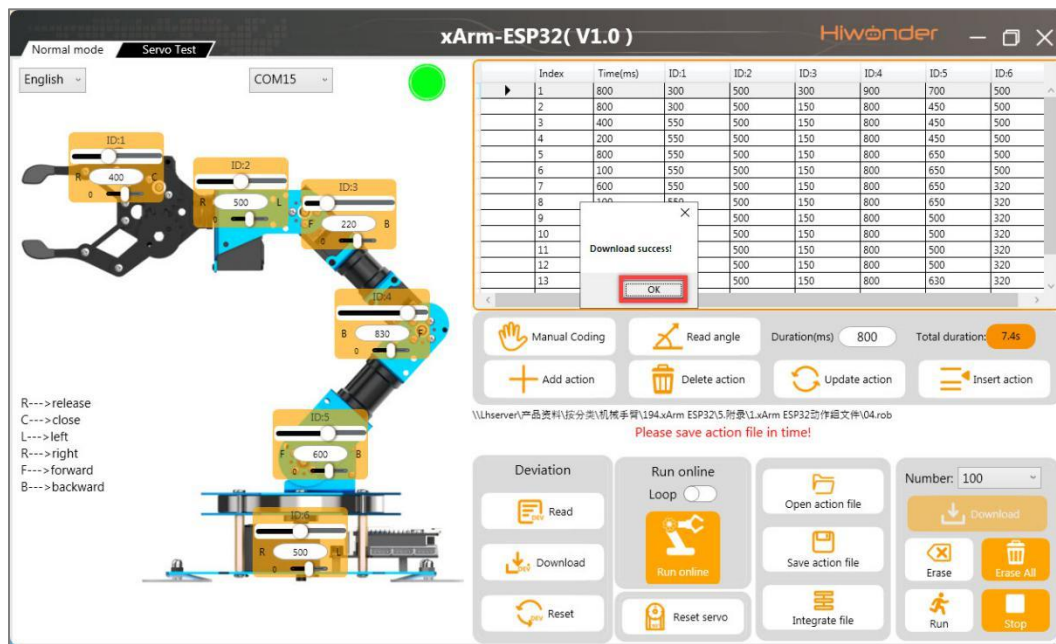 xArm-ESP32( V1.0 )
Hiwonder
Normal mode
Servo Test
English
COM15
ID:1
R 400 C
0
ID:2
R 500 L
0
ID:3
F 220 B
0
ID:4
B 830 F
0
ID:5
F 600 B
0
ID:6
R 500 L
0
R--->release
C--->close
L--->left
R--->right
F--->forward
B--->backward
Index Time(ms) ID:1 ID:2 ID:3 ID:4 ID:5 ID:6
1 800 300 500 300 900 700 500
2 800 300 500 150 800 450 500
3 400 550 500 150 800 450 500
4 200 550 500 150 800 450 500
5 800 550 500 150 800 650 500
6 100 550 500 150 800 650 500
7 600 550 500 150 800 650 320
8 100 550 500 150 800 650 320
9 500 150 800 500 320
10 500 150 800 500 320
11 500 150 800 500 320
12 500 150 800 500 320
13 500 150 800 630 320
Download success!
OK
Manual Coding
Read angle
Duration(ms) 800
Total duration: 7.4s
Add action
Delete action
Update action
Insert action
\\Lhserver\产品资料\按分类\机械手臂\194.xArm ESP32\5.附录\1.xArm ESP32动作组文件\04.rob
Please save action file in time!
Deviation
DEV Read
DEV Download
DEV Reset
Run online
Loop
Run online
Reset servo
Open action file
Save action file
Integrate file
Number: 100
Download
Erase
Erase All
Run
Stop